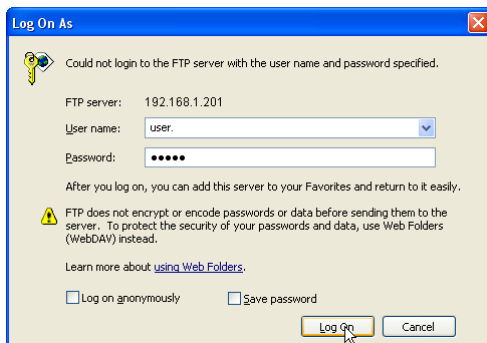 Log On As
Could not login to the FTP server with the user name and password specified.
FTP server: 192.168.1.201
User name: user.
Password: •••••
After you log on, you can add this server to your Favorites and return to it easily.
FTP does not encrypt or encode passwords or data before sending them to the
server. To protect the security of your passwords and data, use Web Folders
(WebDAV) instead.
Learn more about using Web Folders.
Log on anonymously Save password
Log On Cancel